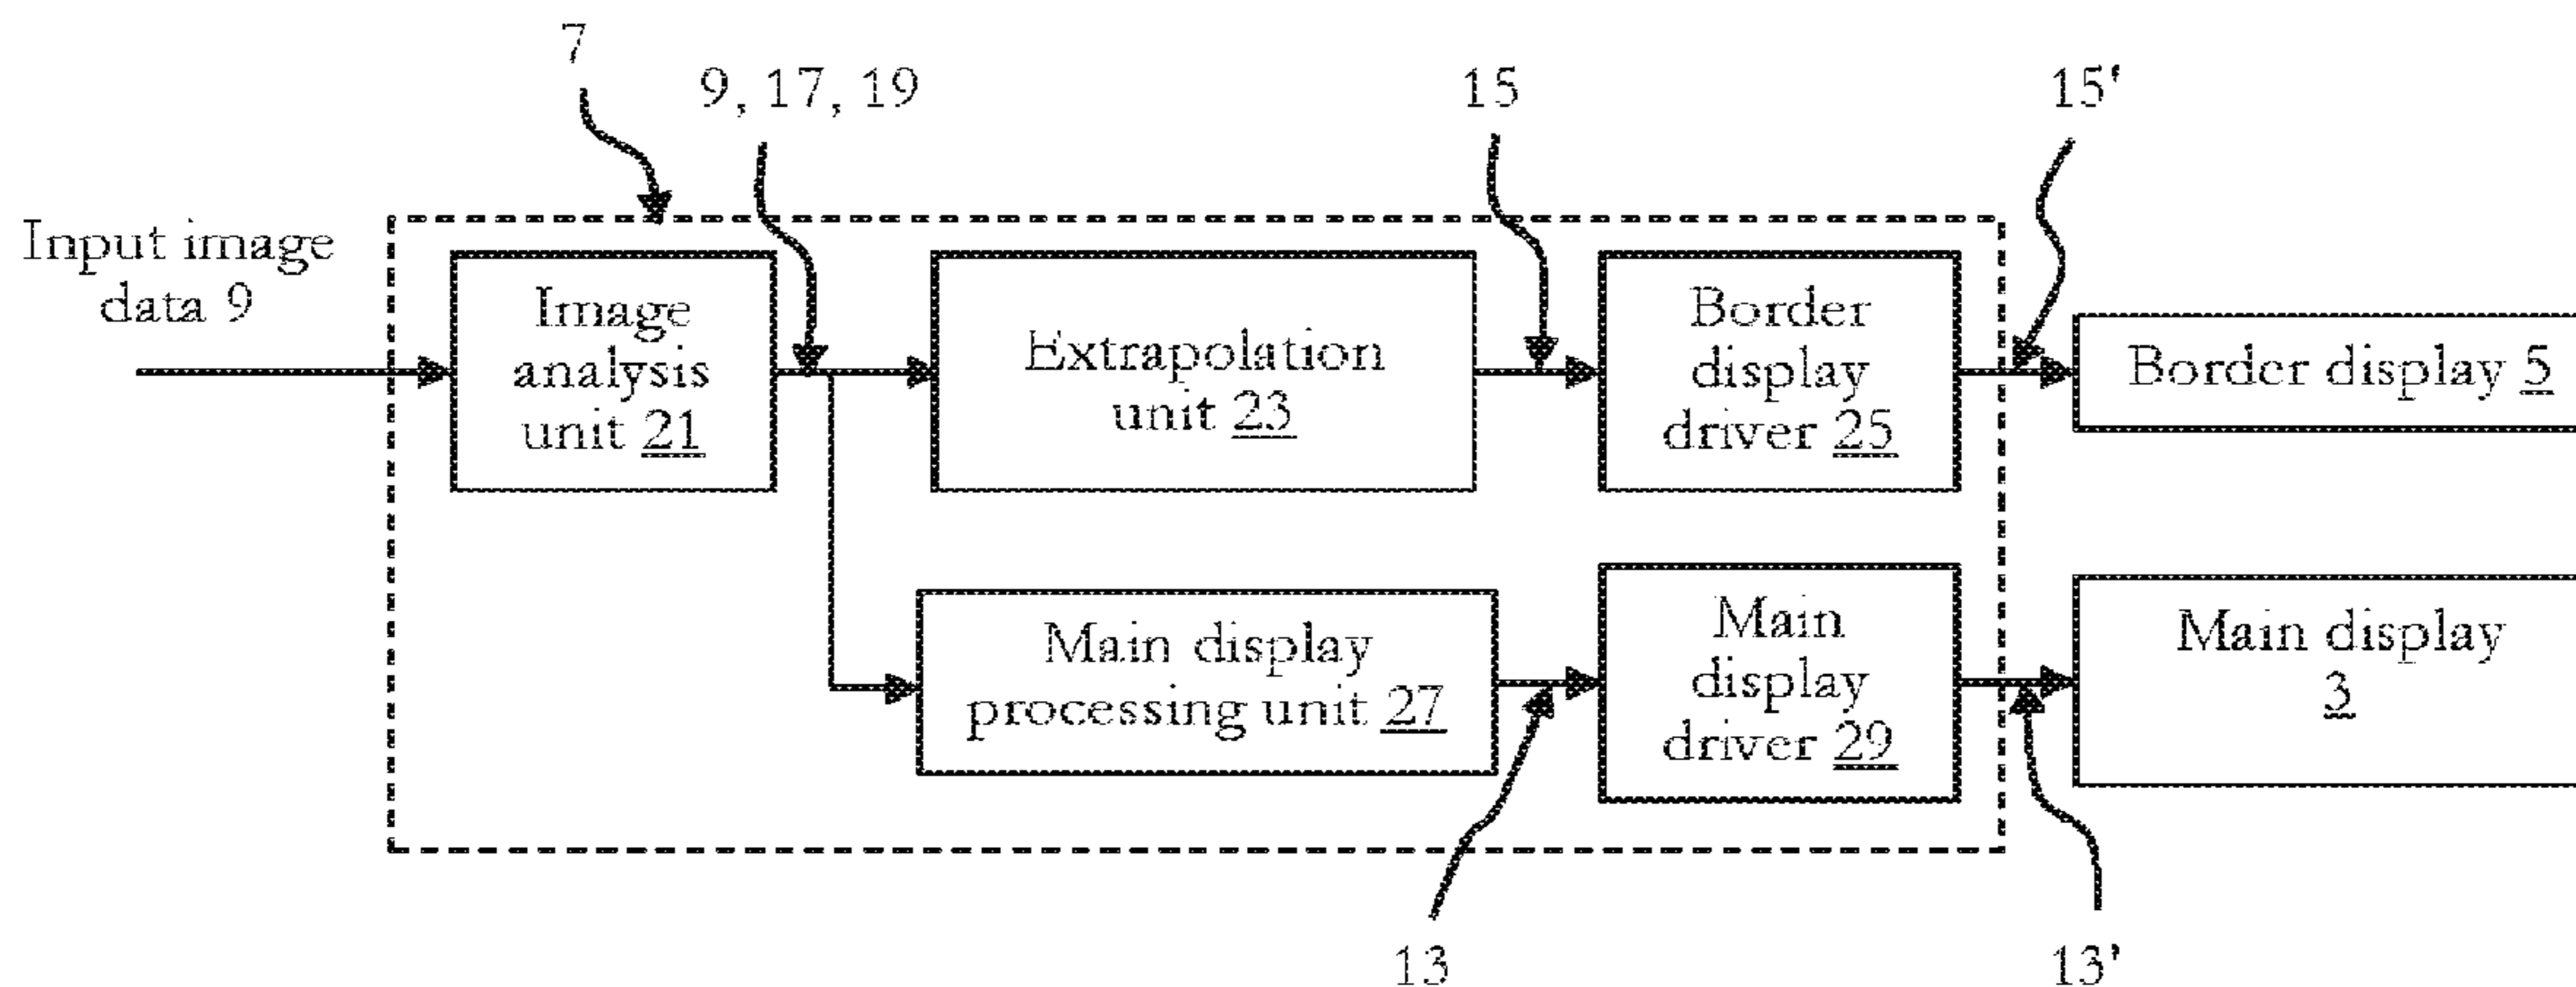 7
9, 17, 19
15
15'
Input image
data 9
Image
analysis
unit 21
Extrapolation
unit 23
Border
display
driver 25
Border display 5
Main display
processing unit 27
Main
display
driver 29
Main display
3
13
13'